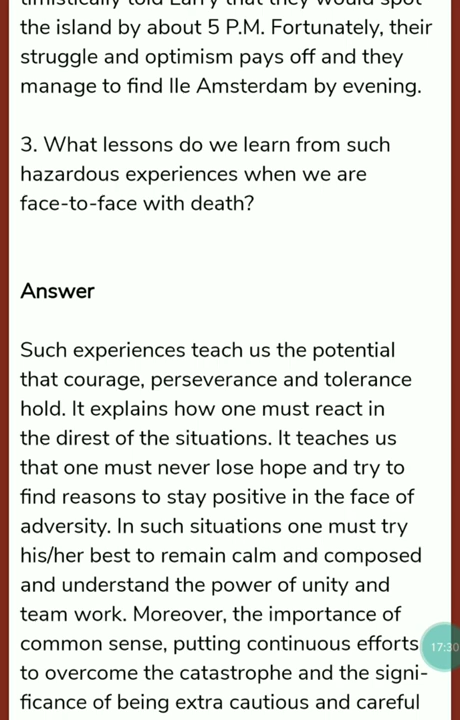 timistically told Larry that they would spot
the island by about 5 P.M. Fortunately, their
struggle and optimism pays off and they
manage to find Ile Amsterdam by evening.
3. What lessons do we learn from such
hazardous experiences when we are
face-to-face with death?
Answer
Such experiences teach us the potential
that courage, perseverance and tolerance
hold. It explains how one must react in
the direst of the situations. It teaches us
that one must never lose hope and try to
find reasons to stay positive in the face of
adversity. In such situations one must try
his/her best to remain calm and composed
and understand the power of unity and
team work. Moreover, the importance of
common sense, putting continuous efforts
17:30
to overcome the catastrophe and the signi-
ficance of being extra cautious and careful